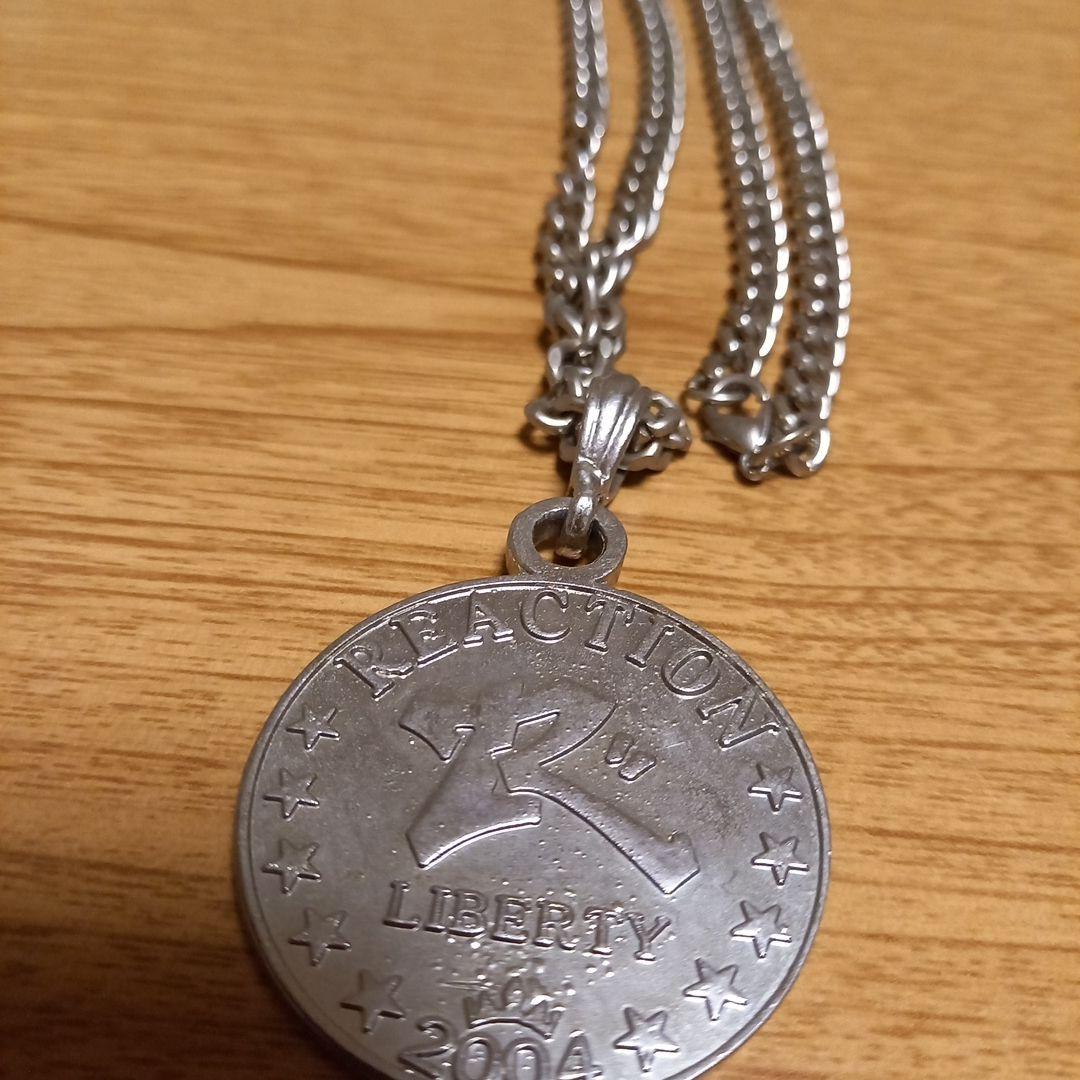 REACTION
R"
LIBERTY
2004